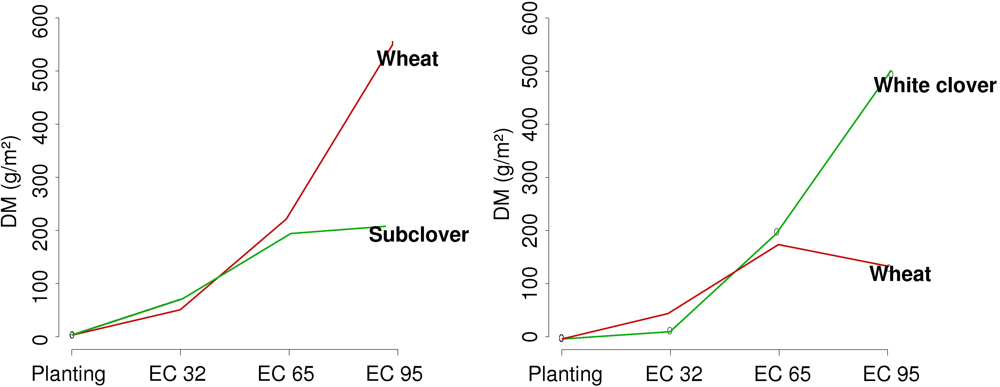 DM (g/m²)
600
500
400
300
200
100
0
Wheat
Subclover
Planting EC 32 EC 65 EC 95
DM (g/m²)
600
500
400
300
200
100
0
White clover
Wheat
Planting EC 32 EC 65 EC 95